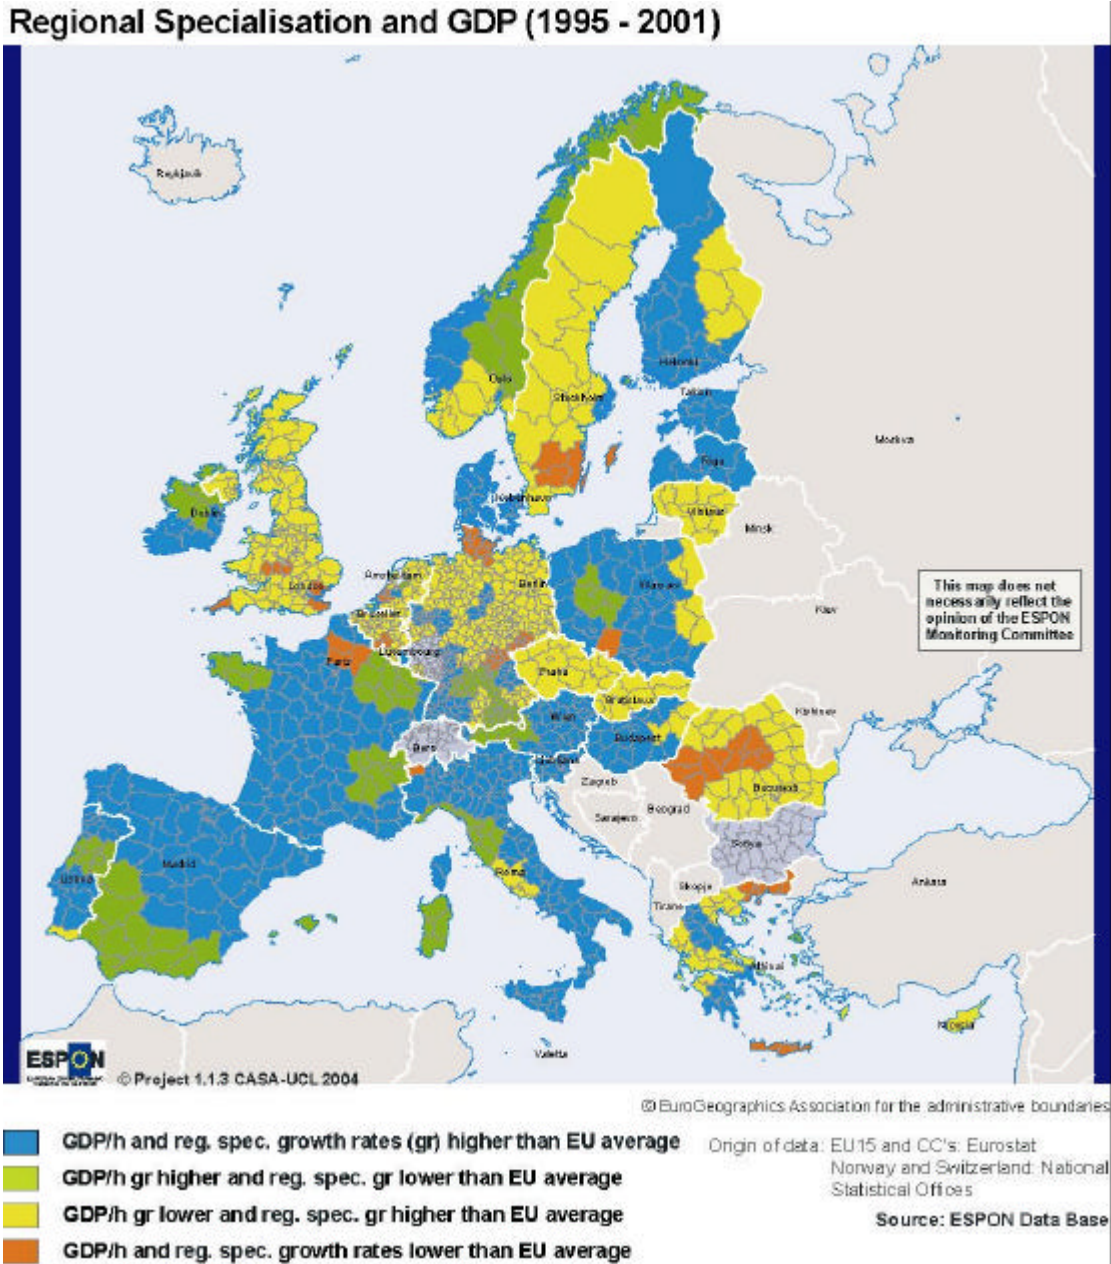 Regional Specialisation and GDP (1995 - 2001)
Reykjavik
Oslo
Helsinki
Stockholm
Tallinn
Riga
Moskva
Dublin
Vilnius
Minsk
London
Amsterdam
Berlin
Kiev
This map does not
necessarily reflect the
opinion of the ESPON
Monitoring Committee
Luxembourg
Paris
Praha
Bratislava
Kishinev
Bern
Wien
Budapest
Ljubljana
Zagreb
Bucuresti
Beograd
Sarajevo
Madrid
Sofiya
Roma
Skopje
Ankara
Tirane
Athinai
Nicosia
Valletta
ESPON
© Project 1.1.3 CASA-UCL 2004
© EuroGeographics Association for the administrative boundaries
GDP/h and reg. spec. growth rates (gr) higher than EU average
Origin of data: EU15 and CC's: Eurostat
GDP/h gr higher and reg. spec. gr lower than EU average
Norway and Switzerland: National
Statistical Offices
GDP/h gr lower and reg. spec. gr higher than EU average
Source: ESPON Data Base
GDP/h and reg. spec. growth rates lower than EU average